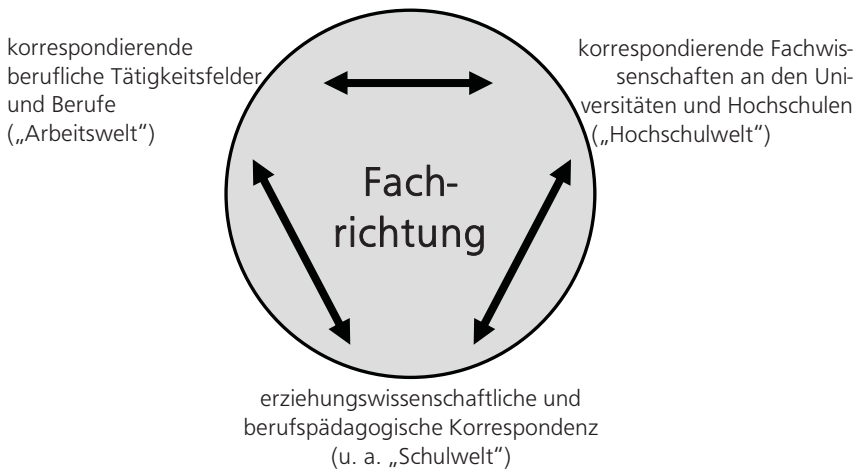 korrespondierende
berufliche Tätigkeitsfelder
und Berufe
(„Arbeitswelt“)
korrespondierende Fachwis-
senschaften an den Uni-
versitäten und Hochschulen
(„Hochschulwelt“)
Fach-
richtung
erziehungswissenschaftliche und
berufspädagogische Korrespondenz
(u. a. „Schulwelt“)